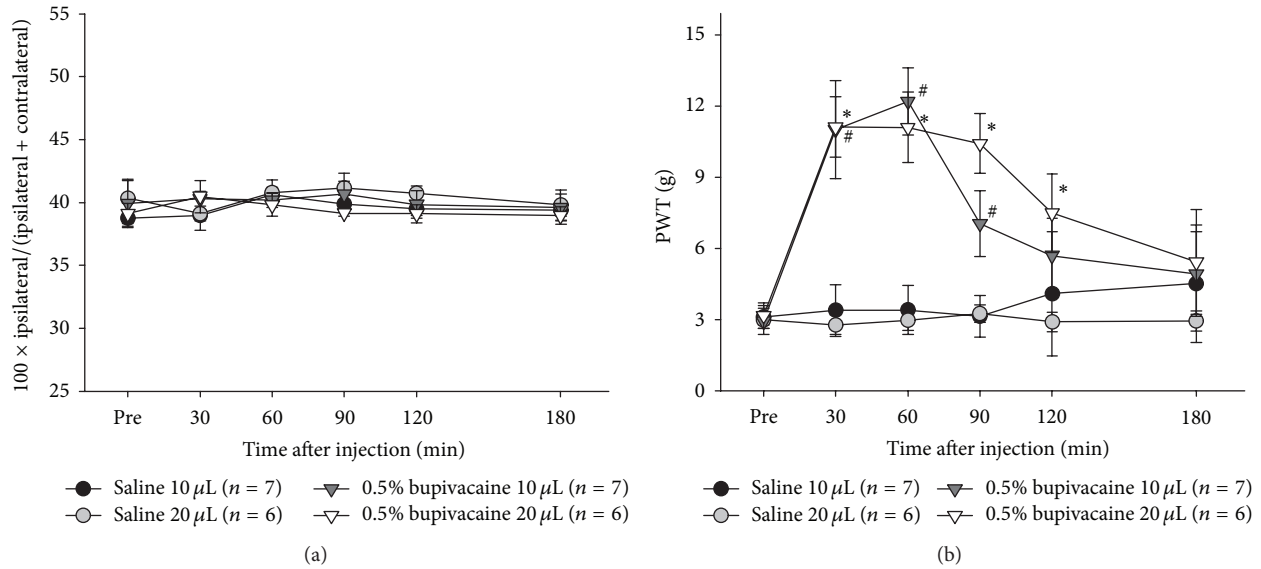 55
50
45
40
35
30
25
100 × ipsilateral/(ipsilateral + contralateral)
Pre 30 60 90 120 180
Time after injection (min)
Saline 10 μL (n = 7)
Saline 20 μL (n = 6)
0.5% bupivacaine 10 μL (n = 7)
0.5% bupivacaine 20 μL (n = 6)
(a)
15
12
9
6
3
0
PWT (g)
*
#
#
*
*
#
*
Pre 30 60 90 120 180
Time after injection (min)
Saline 10 μL (n = 7)
Saline 20 μL (n = 6)
0.5% bupivacaine 10 μL (n = 7)
0.5% bupivacaine 20 μL (n = 6)
(b)